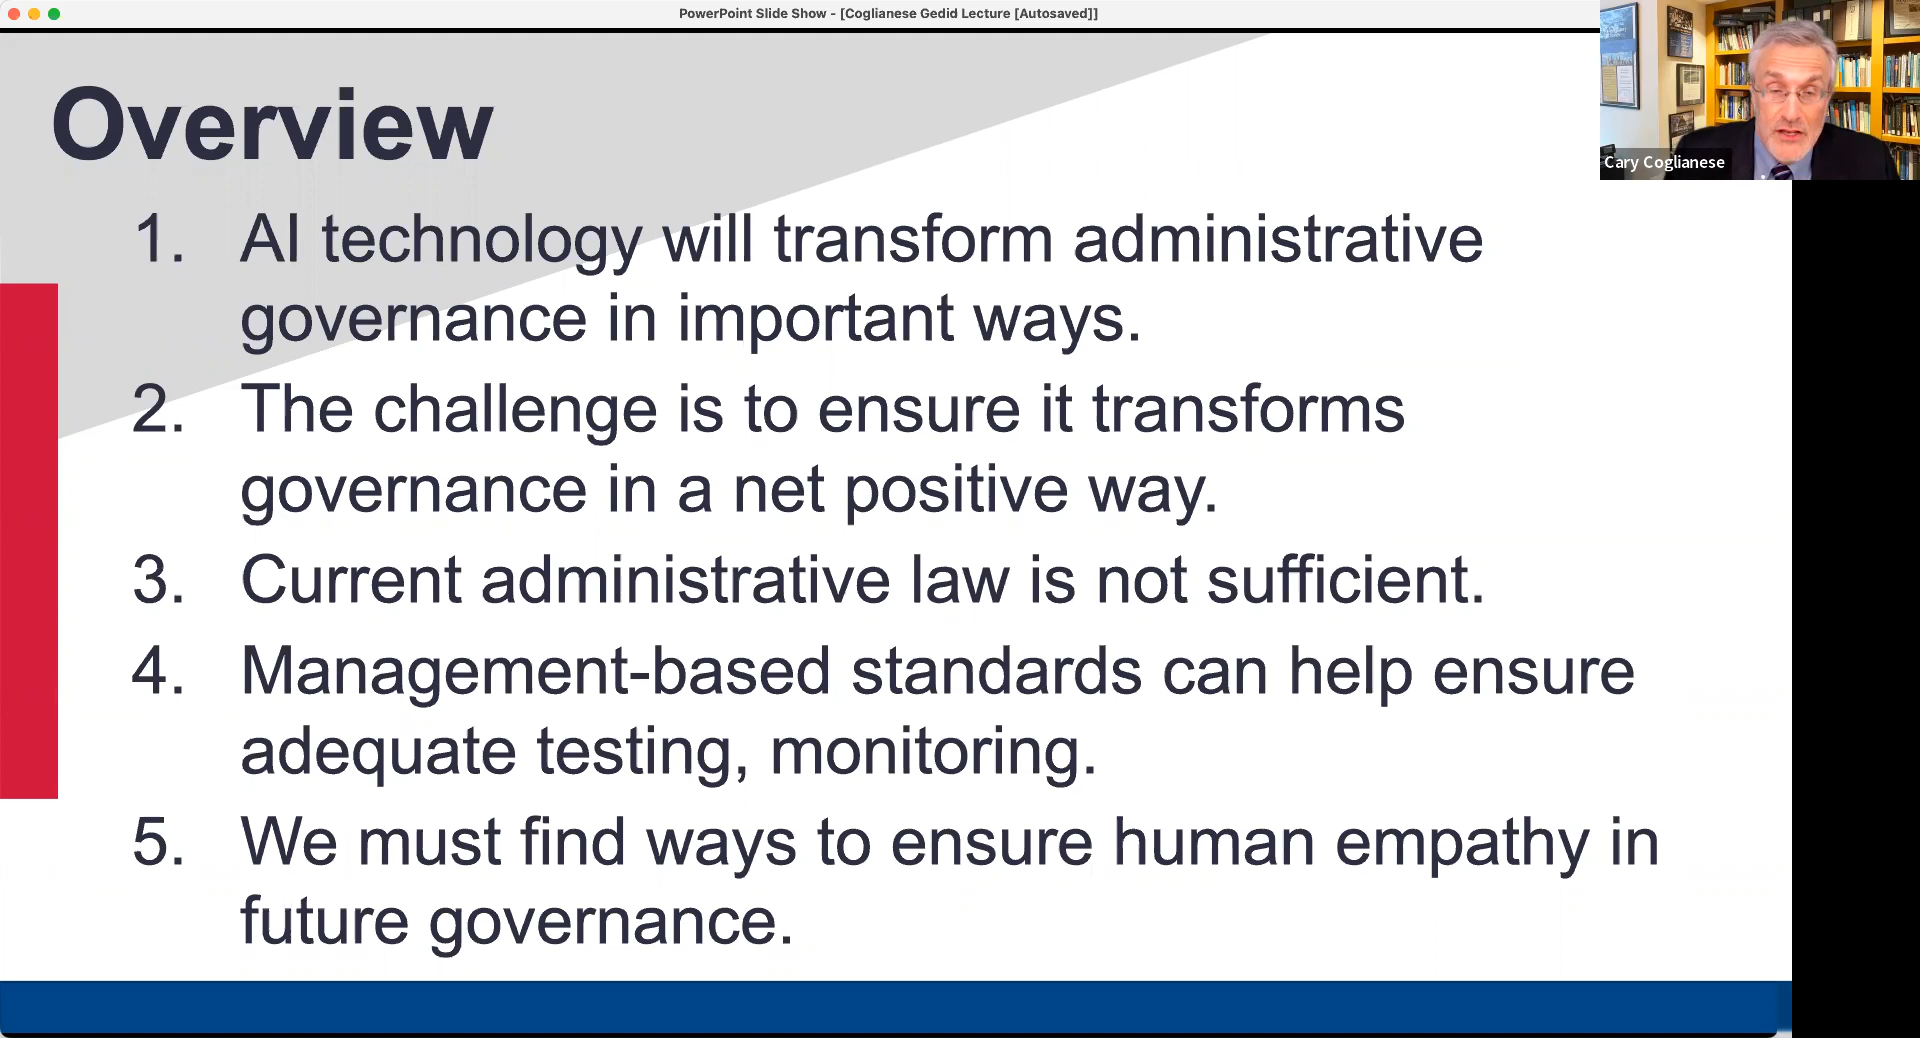 PowerPoint Slide Show - [Coglianese Gedid Lecture [Autosaved]]
Overview
1. AI technology will transform administrative
governance in important ways.
2. The challenge is to ensure it transforms
governance in a net positive way.
3. Current administrative law is not sufficient.
4. Management-based standards can help ensure
adequate testing, monitoring.
5. We must find ways to ensure human empathy in
future governance.
Cary Coglianese